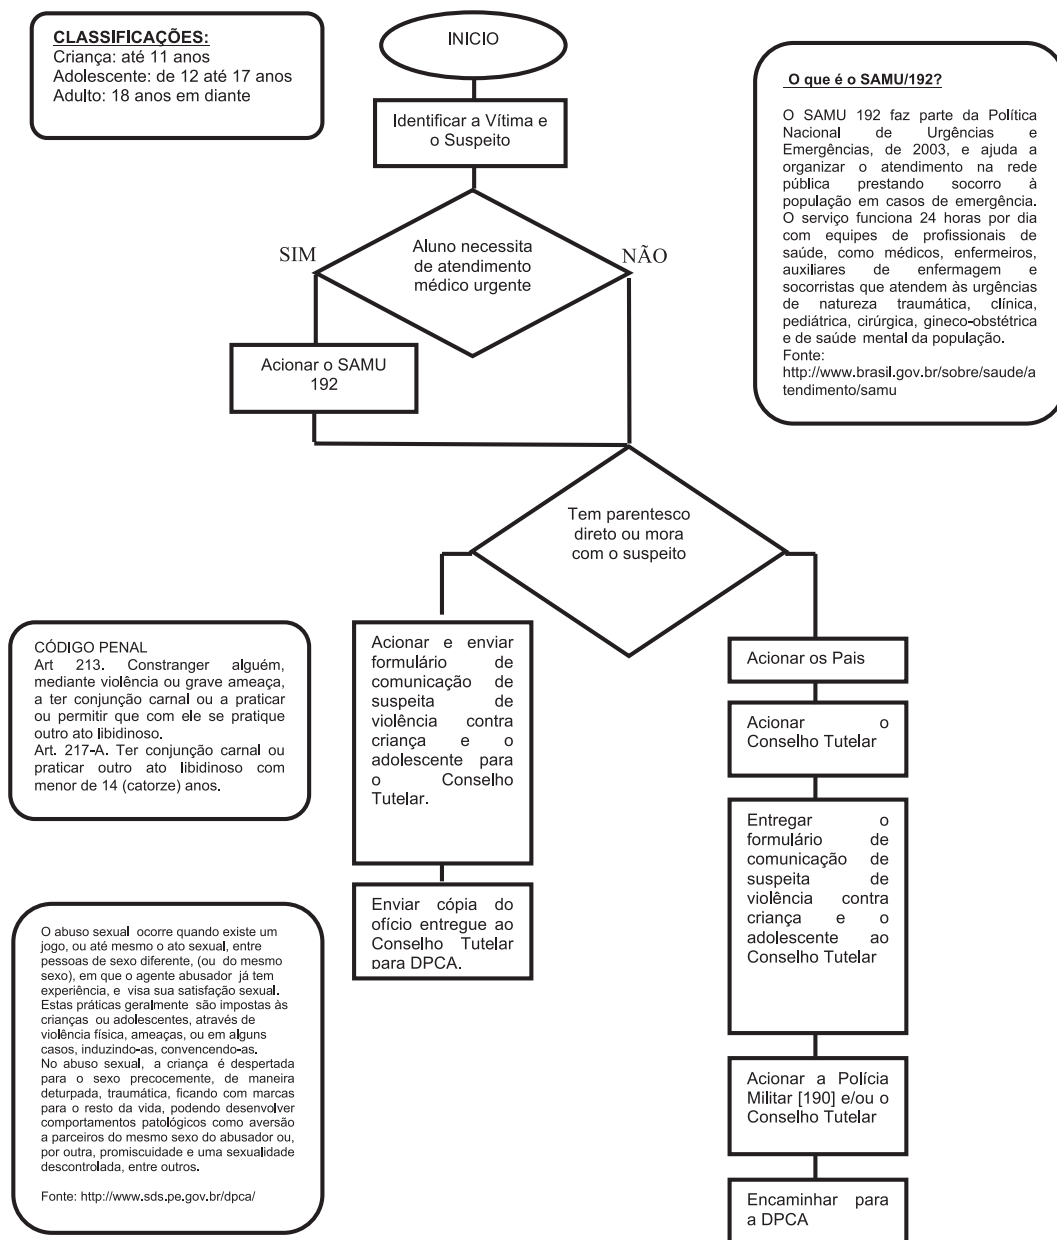 CLASSIFICAÇÕES:
Criança: até 11 anos
Adolescente: de 12 até 17 anos
Adulto: 18 anos em diante
INICIO
Identificar a Vítima e
o Suspeito
O que é o SAMU/192?
O SAMU 192 faz parte da Política
Nacional de Urgências e
Emergências, de 2003, e ajuda a
organizar o atendimento na rede
pública prestando socorro à
população em casos de emergência.
O serviço funciona 24 horas por dia
com equipes de profissionais de
saúde, como médicos, enfermeiros,
auxiliares de enfermagem e
socorristas que atendem às urgências
de natureza traumática, clínica,
pediátrica, cirúrgica, gineco-obstétrica
e de saúde mental da população.
Fonte:
http://www.brasil.gov.br/sobre/saude/a
tendimento/samu
SIM
Aluno necessita
de atendimento
médico urgente
NÃO
Acionar o SAMU
192
Tem parentesco
direto ou mora
com o suspeito
CÓDIGO PENAL
Art 213. Constranger alguém,
mediante violência ou grave ameaça,
a ter conjunção carnal ou a praticar
ou permitir que com ele se pratique
outro ato libidinoso.
Art. 217-A. Ter conjunção carnal ou
praticar outro ato libidinoso com
menor de 14 (catorze) anos.
Acionar e enviar
formulário de
comunicação de
suspeita de
violência contra
criança e o
adolescente para
o Conselho
Tutelar.
Enviar cópia do
ofício entregue ao
Conselho Tutelar
para DPCA.
Acionar os Pais
Acionar o
Conselho Tutelar
Entregar o
formulário de
comunicação de
suspeita de
violência contra
criança e o
adolescente ao
Conselho Tutelar
Acionar a Polícia
Militar [190] e/ou o
Conselho Tutelar
Encaminhar para
a DPCA
O abuso sexual ocorre quando existe um
jogo, ou até mesmo o ato sexual, entre
pessoas de sexo diferente, (ou do mesmo
sexo), em que o agente abusador já tem
experiência, e visa sua satisfação sexual.
Estas práticas geralmente são impostas às
crianças ou adolescentes, através de
violência física, ameaças, ou em alguns
casos, induzindo-as, convencendo-as.
No abuso sexual, a criança é despertada
para o sexo precocemente, de maneira
deturpada, traumática, ficando com marcas
para o resto da vida, podendo desenvolver
comportamentos patológicos como aversão
a parceiros do mesmo sexo do abusador ou,
por outra, promiscuidade e uma sexualidade
descontrolada, entre outros.
Fonte: http://www.sds.pe.gov.br/dpca/